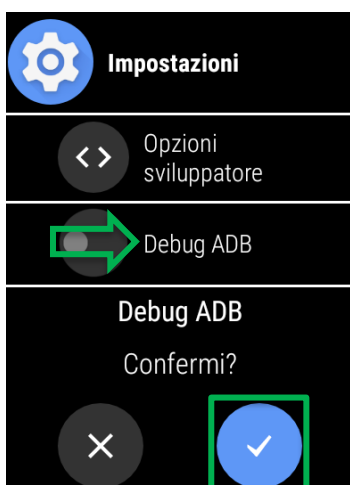 Impostazioni
Opzioni
sviluppatore
Debug ADB
Debug ADB
Confermi?